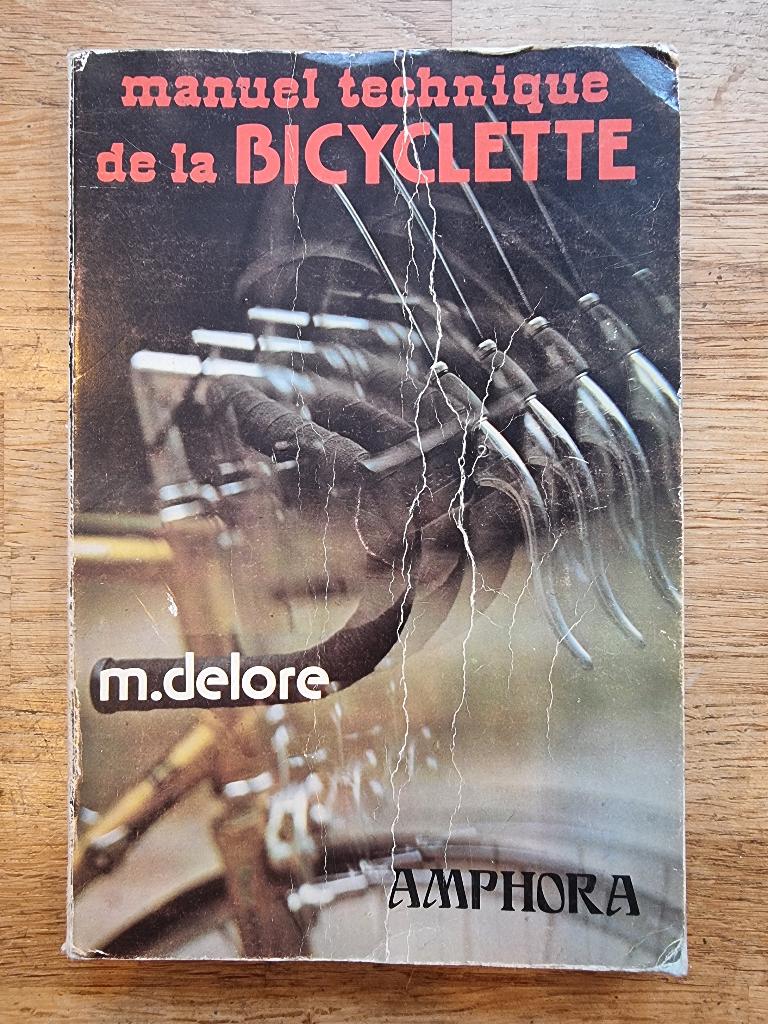 manuel technique
de la BICYCLETTE
m.delore
AMPHORA